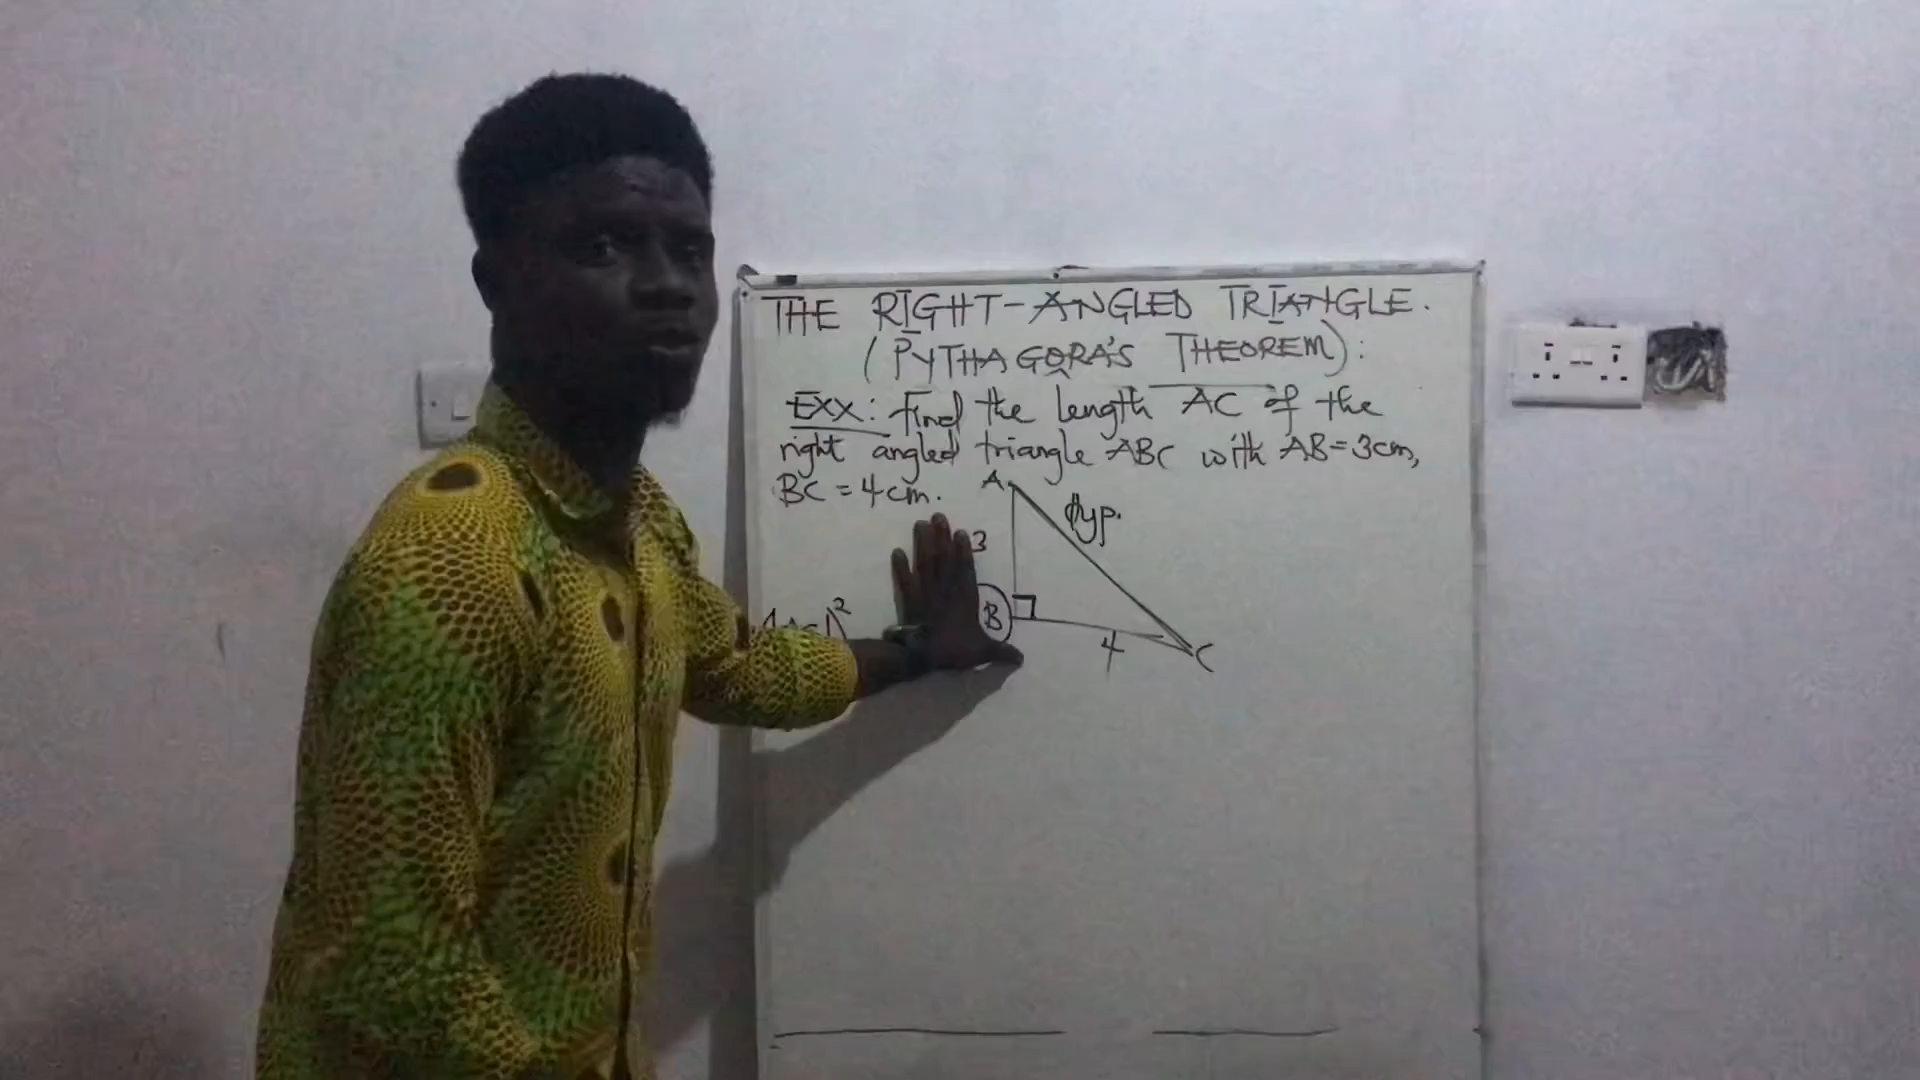 THE RIGHT-ANGLED TRIANGLE.
(PYTHAGORA'S THEOREM):
EXX: find the length AC of the
right angled triangle ABC with AB=3cm,
BC = 4cm.
A
Hyp.
3
B
4
C